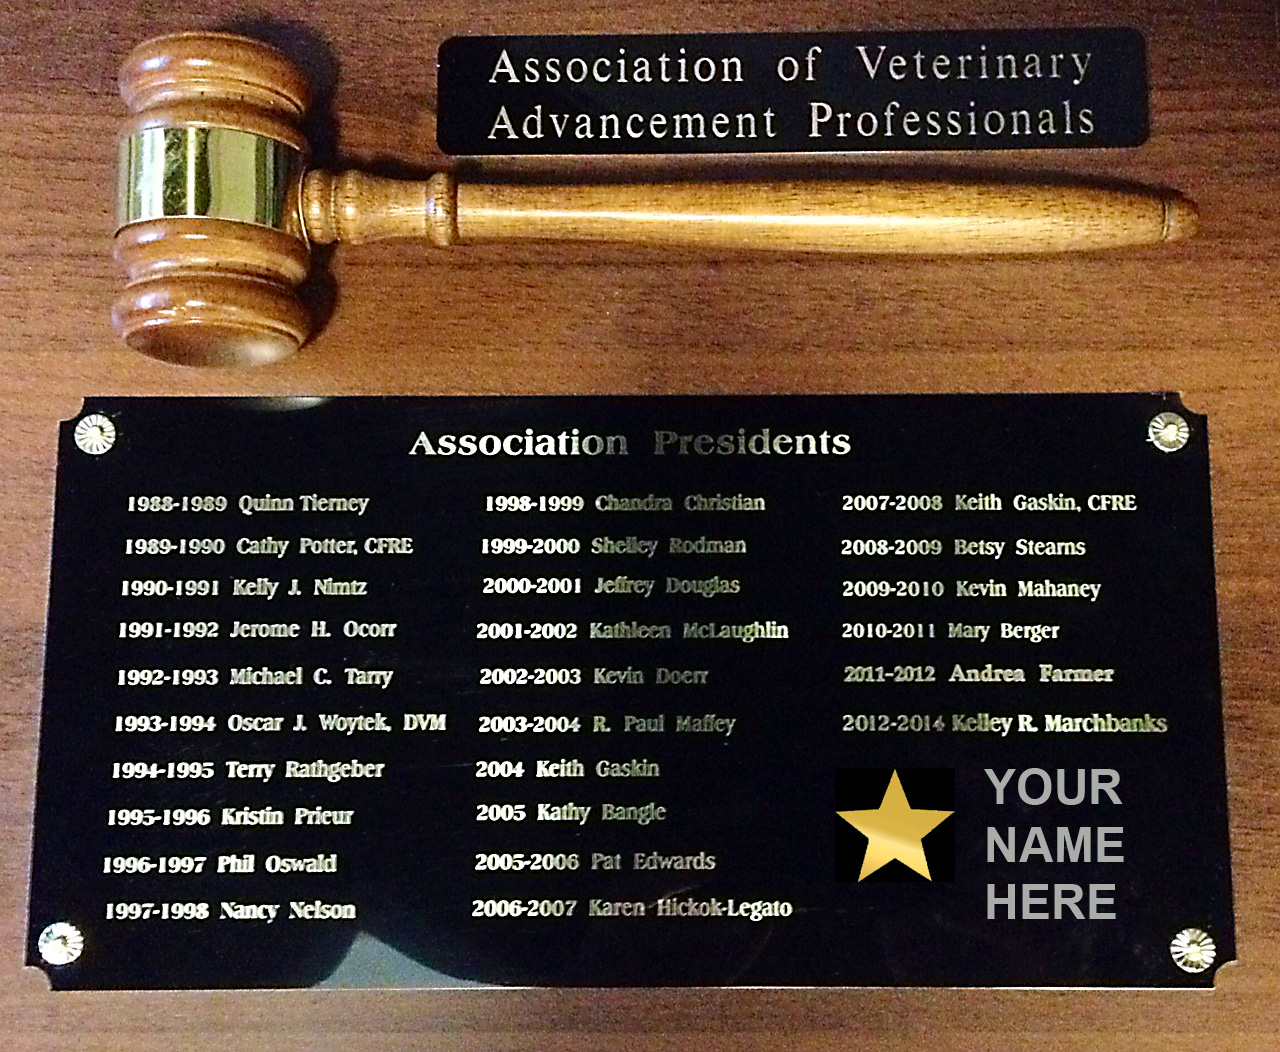 Association of Veterinary
Advancement Professionals
Association Presidents
1988-1989 Quinn Tierney
1989-1990 Cathy Potter, CFRE
1990-1991 Kelly J. Nimtz
1991-1992 Jerome H. Ocorr
1992-1993 Michael C. Tarry
1993-1994 Oscar J. Woytek, DVM
1994-1995 Terry Rathgeber
1995-1996 Kristin Prieur
1996-1997 Phil Oswald
1997-1998 Nancy Nelson
1998-1999 Chandra Christian
1999-2000 Shelley Rodman
2000-2001 Jeffrey Douglas
2001-2002 Kathleen McLaughlin
2002-2003 Kevin Doerr
2003-2004 R. Paul Maffey
2004 Keith Gaskin
2005 Kathy Bangle
2005-2006 Pat Edwards
2006-2007 Karen Hickok-Legato
2007-2008 Keith Gaskin, CFRE
2008-2009 Betsy Stearns
2009-2010 Kevin Mahaney
2010-2011 Mary Berger
2011-2012 Andrea Farmer
2012-2014 Kelley R. Marchbanks
YOUR
NAME
HERE